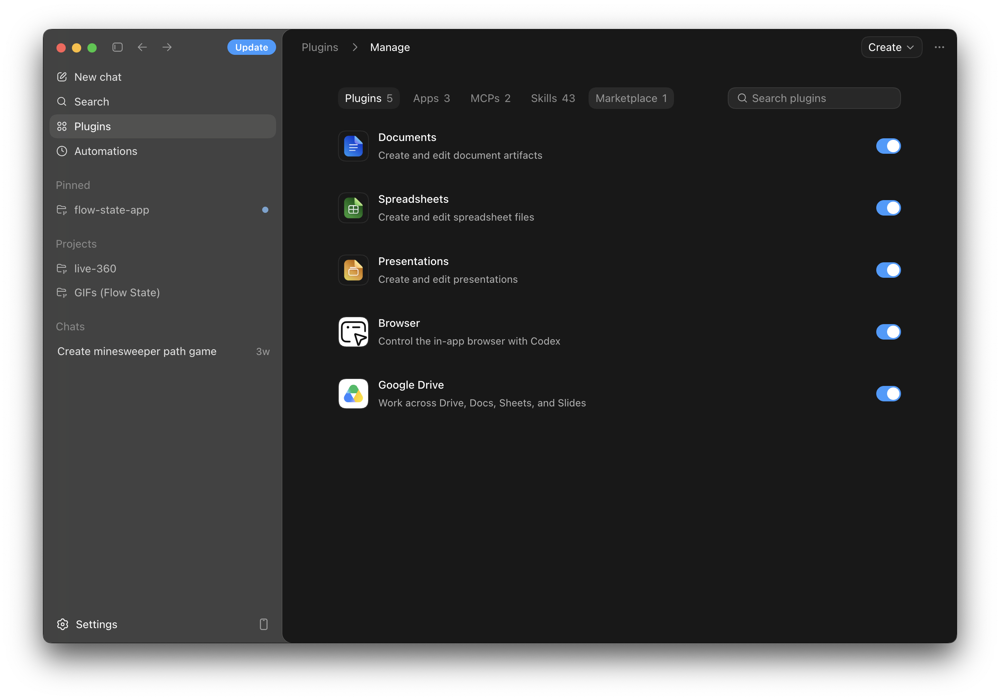 Update
New chat
Search
Plugins
Automations
Pinned
flow-state-app
Projects
live-360
GIFs (Flow State)
Chats
Create minesweeper path game 3w
Settings
Plugins Manage
Create
Plugins 5 Apps 3 MCPs 2 Skills 43 Marketplace 1 Search plugins
Documents
Create and edit document artifacts
Spreadsheets
Create and edit spreadsheet files
Presentations
Create and edit presentations
Browser
Control the in-app browser with Codex
Google Drive
Work across Drive, Docs, Sheets, and Slides